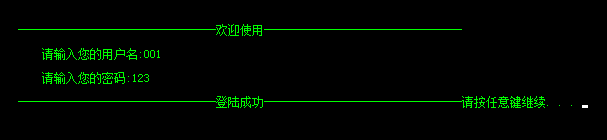 欢迎使用
请输入您的用户名:001
请输入您的密码:123
登陆成功 请按任意键继续. . .